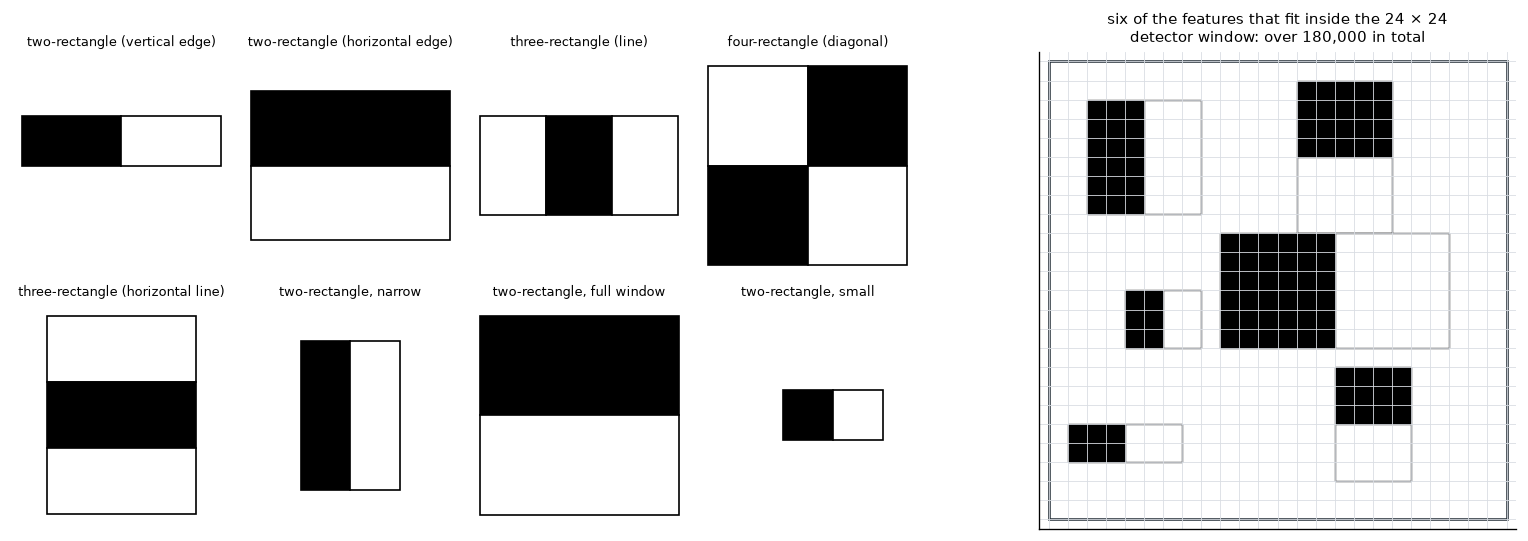 two-rectangle (vertical edge)
two-rectangle (horizontal edge)
three-rectangle (line)
four-rectangle (diagonal)
three-rectangle (horizontal line)
two-rectangle, narrow
two-rectangle, full window
two-rectangle, small
six of the features that fit inside the 24 × 24
detector window: over 180,000 in total